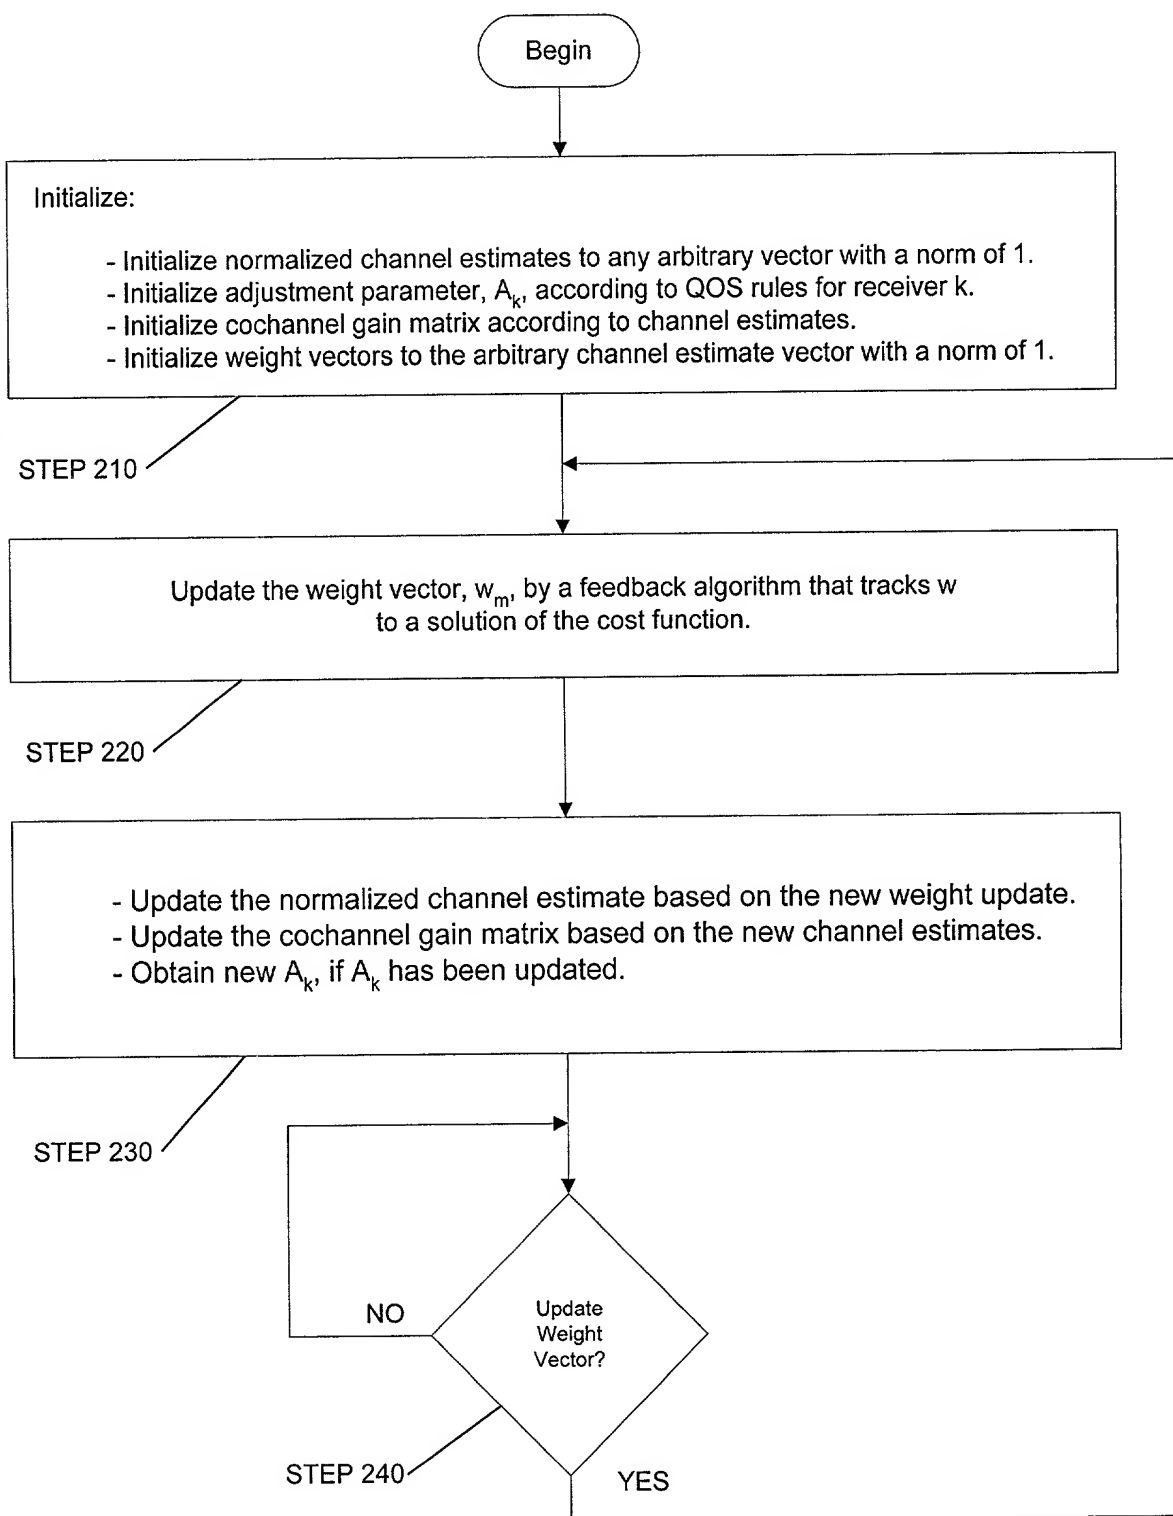 Begin
Initialize:
- Initialize normalized channel estimates to any arbitrary vector with a norm of 1.
- Initialize adjustment parameter, Ak, according to QOS rules for receiver k.
- Initialize cochannel gain matrix according to channel estimates.
- Initialize weight vectors to the arbitrary channel estimate vector with a norm of 1.
STEP 210
Update the weight vector, wm, by a feedback algorithm that tracks w
to a solution of the cost function.
STEP 220
- Update the normalized channel estimate based on the new weight update.
- Update the cochannel gain matrix based on the new channel estimates.
- Obtain new Ak, if Ak has been updated.
STEP 230
NO
Update
Weight
Vector?
STEP 240
YES